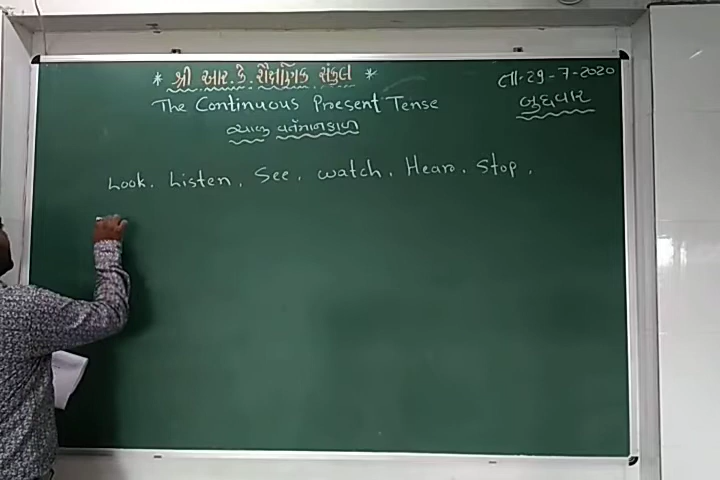 * શ્રી આર. કે. શૈક્ષણિક સંકુલ *
તા. 29-7-2020
બુધવાર
The Continuous Present Tense
ચાલુ વર્તમાનકાળ
Look. Listen, See. watch. Hear. Stop.